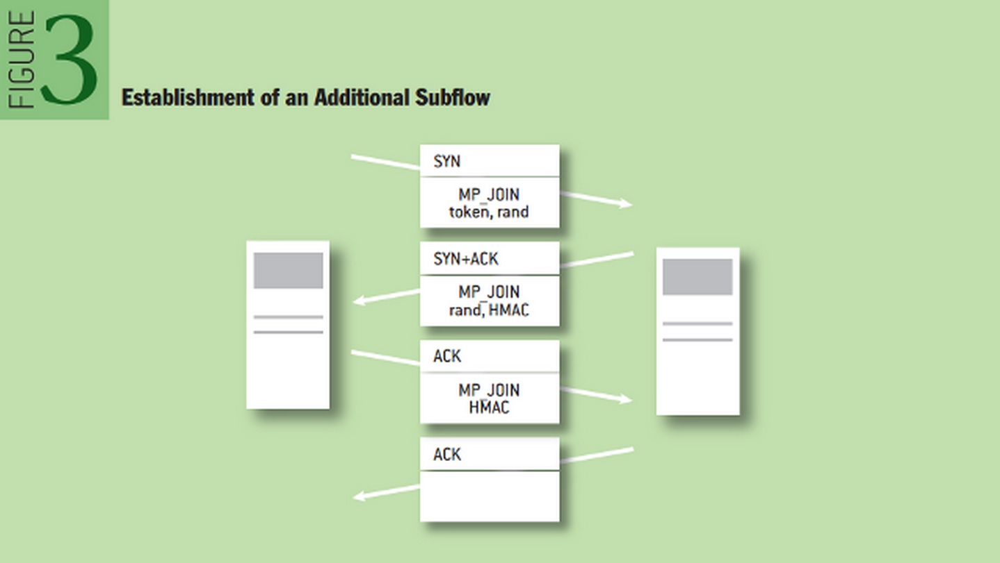 FIGURE 3
Establishment of an Additional Subflow
SYN
MP_JOIN
token, rand
SYN+ACK
MP_JOIN
rand, HMAC
ACK
MP_JOIN
HMAC
ACK